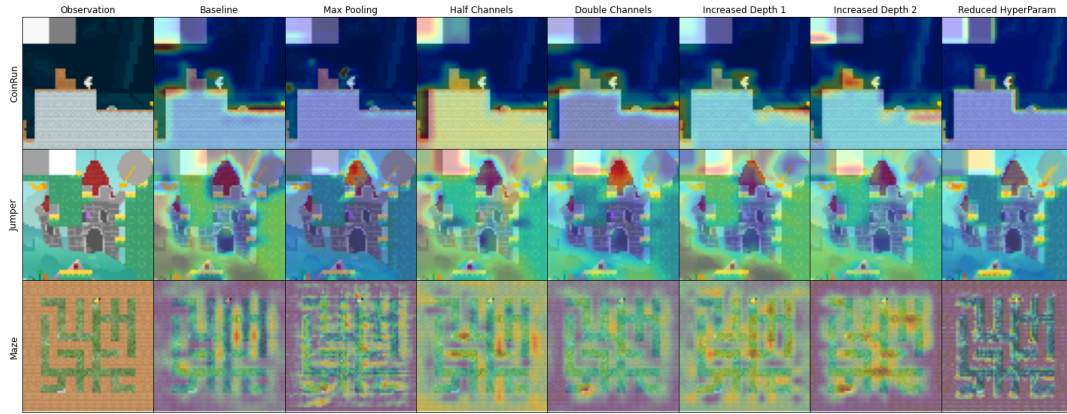 Observation Baseline Max Pooling Half Channels Double Channels Increased Depth 1 Increased Depth 2 Reduced HyperParam
CoinRun
Jumper
Maze